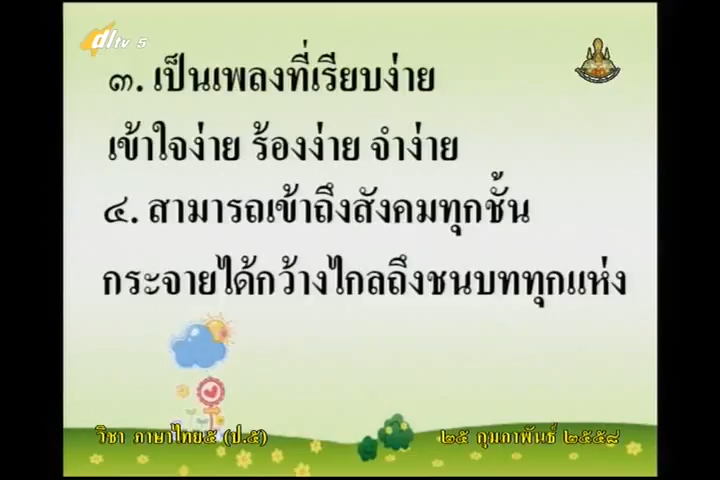 dltv 5
๓. เป็นเพลงที่เรียบง่าย
เข้าใจง่าย ร้องง่าย จำง่าย
๔. สามารถเข้าถึงสังคมทุกชั้น
กระจายได้กว้างไกลถึงชนบททุกแห่ง
วิชา ภาษาไทย๕ (ป.๕)
๒๕ กุมภาพันธ์ ๒๕๕๘